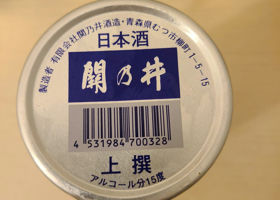 製造者 有限会社関乃井酒造・青森県むつ市柳町1-5-15
日本酒
関乃井
4 531984 700328
上撰
アルコール分15度